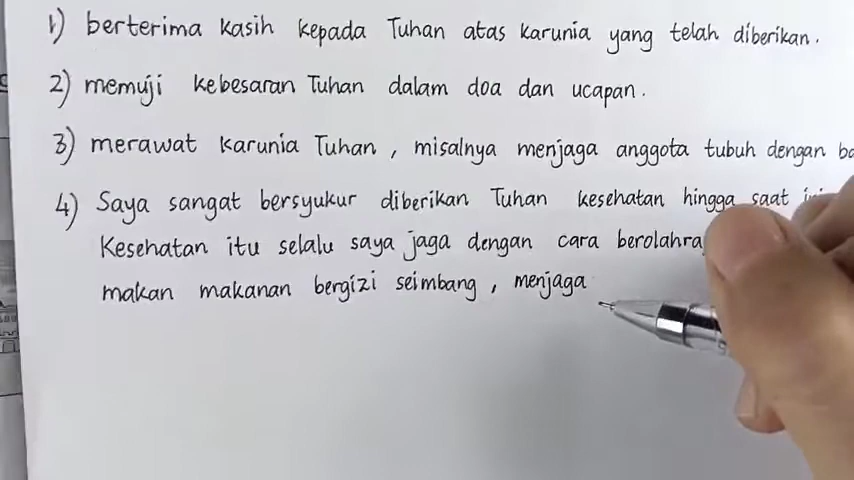 1) berterima kasih kepada Tuhan atas karunia yang telah diberikan.
2) memuji kebesaran Tuhan dalam doa dan ucapan.
3) merawat karunia Tuhan, misalnya menjaga anggota tubuh dengan
4) Saya sangat bersyukur diberikan Tuhan kesehatan hingga saat
Kesehatan itu selalu saya jaga dengan cara
makan makanan bergizi seimbang, menjaga